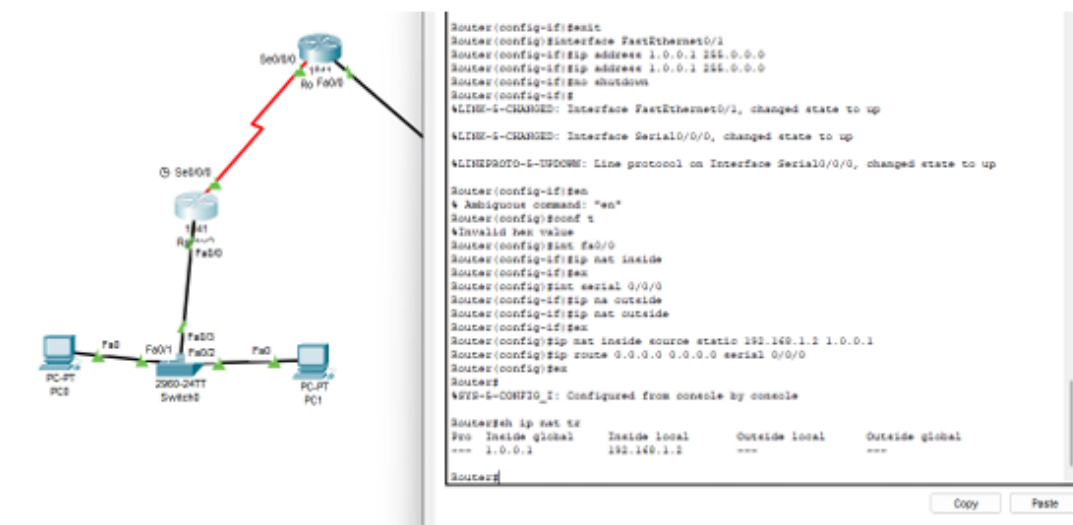 Se0/0/0
Fa0/0
Se0/0/0
Fa0/0
Fa0/3
Fa0
Fa0/1
Fa0/2
Fa0
PC-PT
PC0
2960-24TT
Switch0
PC-PT
PC1
Router(config-if)#exit
Router(config)#interface FastEthernet0/1
Router(config-if)#ip address 1.0.0.1 255.0.0.0
Router(config-if)#ip address 1.0.0.1 255.0.0.0
Router(config-if)#no shutdown
Router(config-if)#
%LINK-5-CHANGED: Interface FastEthernet0/1, changed state to up
%LINK-5-CHANGED: Interface Serial0/0/0, changed state to up
%LINEPROTO-5-UPDOWN: Line protocol on Interface Serial0/0/0, changed state to up
Router(config-if)#en
% Ambiguous command: "en"
Router(config)#conf t
%Invalid hex value
Router(config)#int fa0/0
Router(config-if)#ip nat inside
Router(config-if)#ex
Router(config)#int serial 0/0/0
Router(config-if)#ip na outside
Router(config-if)#ip nat outside
Router(config-if)#ex
Router(config)#ip nat inside source static 192.168.1.2 1.0.0.1
Router(config)#ip route 0.0.0.0 0.0.0.0 serial 0/0/0
Router(config)#ex
Router#
%SYS-5-CONFIG_I: Configured from console by console
Router#sh ip nat tr
Pro Inside global Inside local Outside local Outside global
--- 1.0.0.1 192.168.1.2 --- ---
Router#
Copy Paste